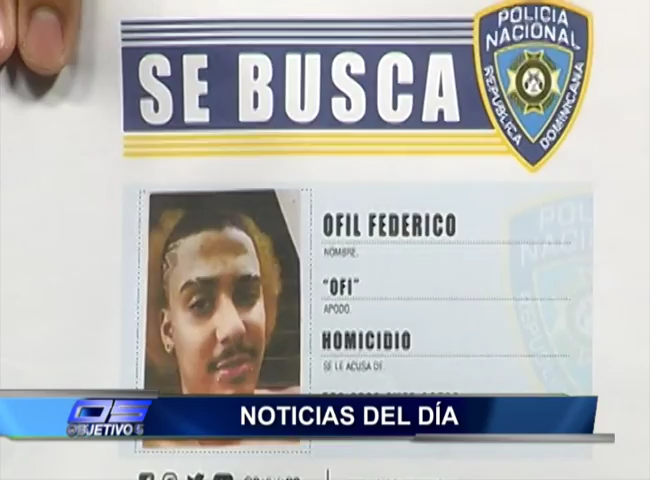 POLICIA
NACIONAL
REPUBLICA
DOMINICANA
SE BUSCA
OFIL FEDERICO
NOMBRE.
"OFI"
APODO.
HOMICIDIO
SE LE ACUSA DE
OBJETIVO 5
NOTICIAS DEL DÍA